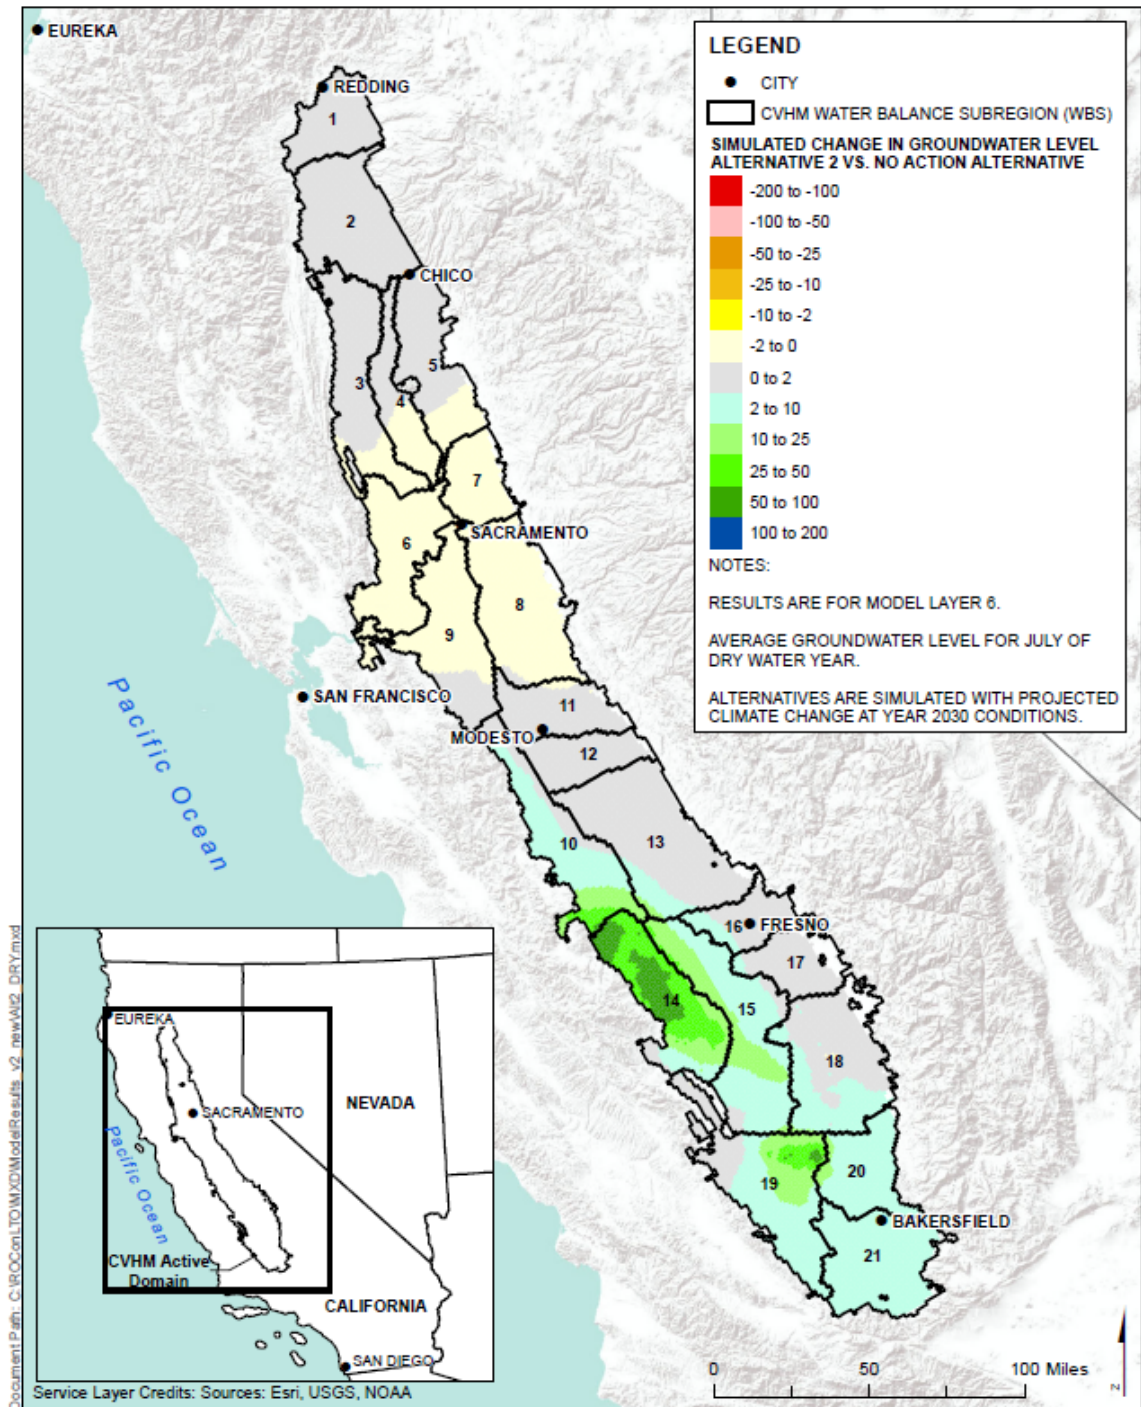 EUREKA
REDDING
1
2
CHICO
3
4
5
6
7
SACRAMENTO
8
9
SAN FRANCISCO
11
MODESTO
12
10
13
16
FRESNO
17
14
15
18
19
20
BAKERSFIELD
21
Pacific Ocean
LEGEND
CITY
CVHM WATER BALANCE SUBREGION (WBS)
SIMULATED CHANGE IN GROUNDWATER LEVEL
ALTERNATIVE 2 VS. NO ACTION ALTERNATIVE
-200 to -100
-100 to -50
-50 to -25
-25 to -10
-10 to -2
-2 to 0
0 to 2
2 to 10
10 to 25
25 to 50
50 to 100
100 to 200
NOTES:
RESULTS ARE FOR MODEL LAYER 6.
AVERAGE GROUNDWATER LEVEL FOR JULY OF
DRY WATER YEAR.
ALTERNATIVES ARE SIMULATED WITH PROJECTED
CLIMATE CHANGE AT YEAR 2030 CONDITIONS.
EUREKA
SACRAMENTO
NEVADA
Pacific Ocean
CVHM Active
Domain
CALIFORNIA
SAN DIEGO
Service Layer Credits: Sources: Esri, USGS, NOAA
0 50 100 Miles
Z